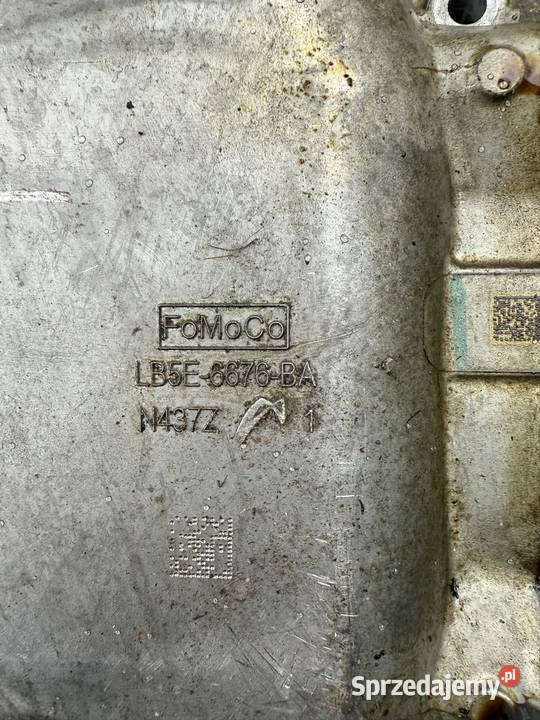 FoMoCo
LB5E-6676-BA
N437Z 1
Sprzedajemy.pl